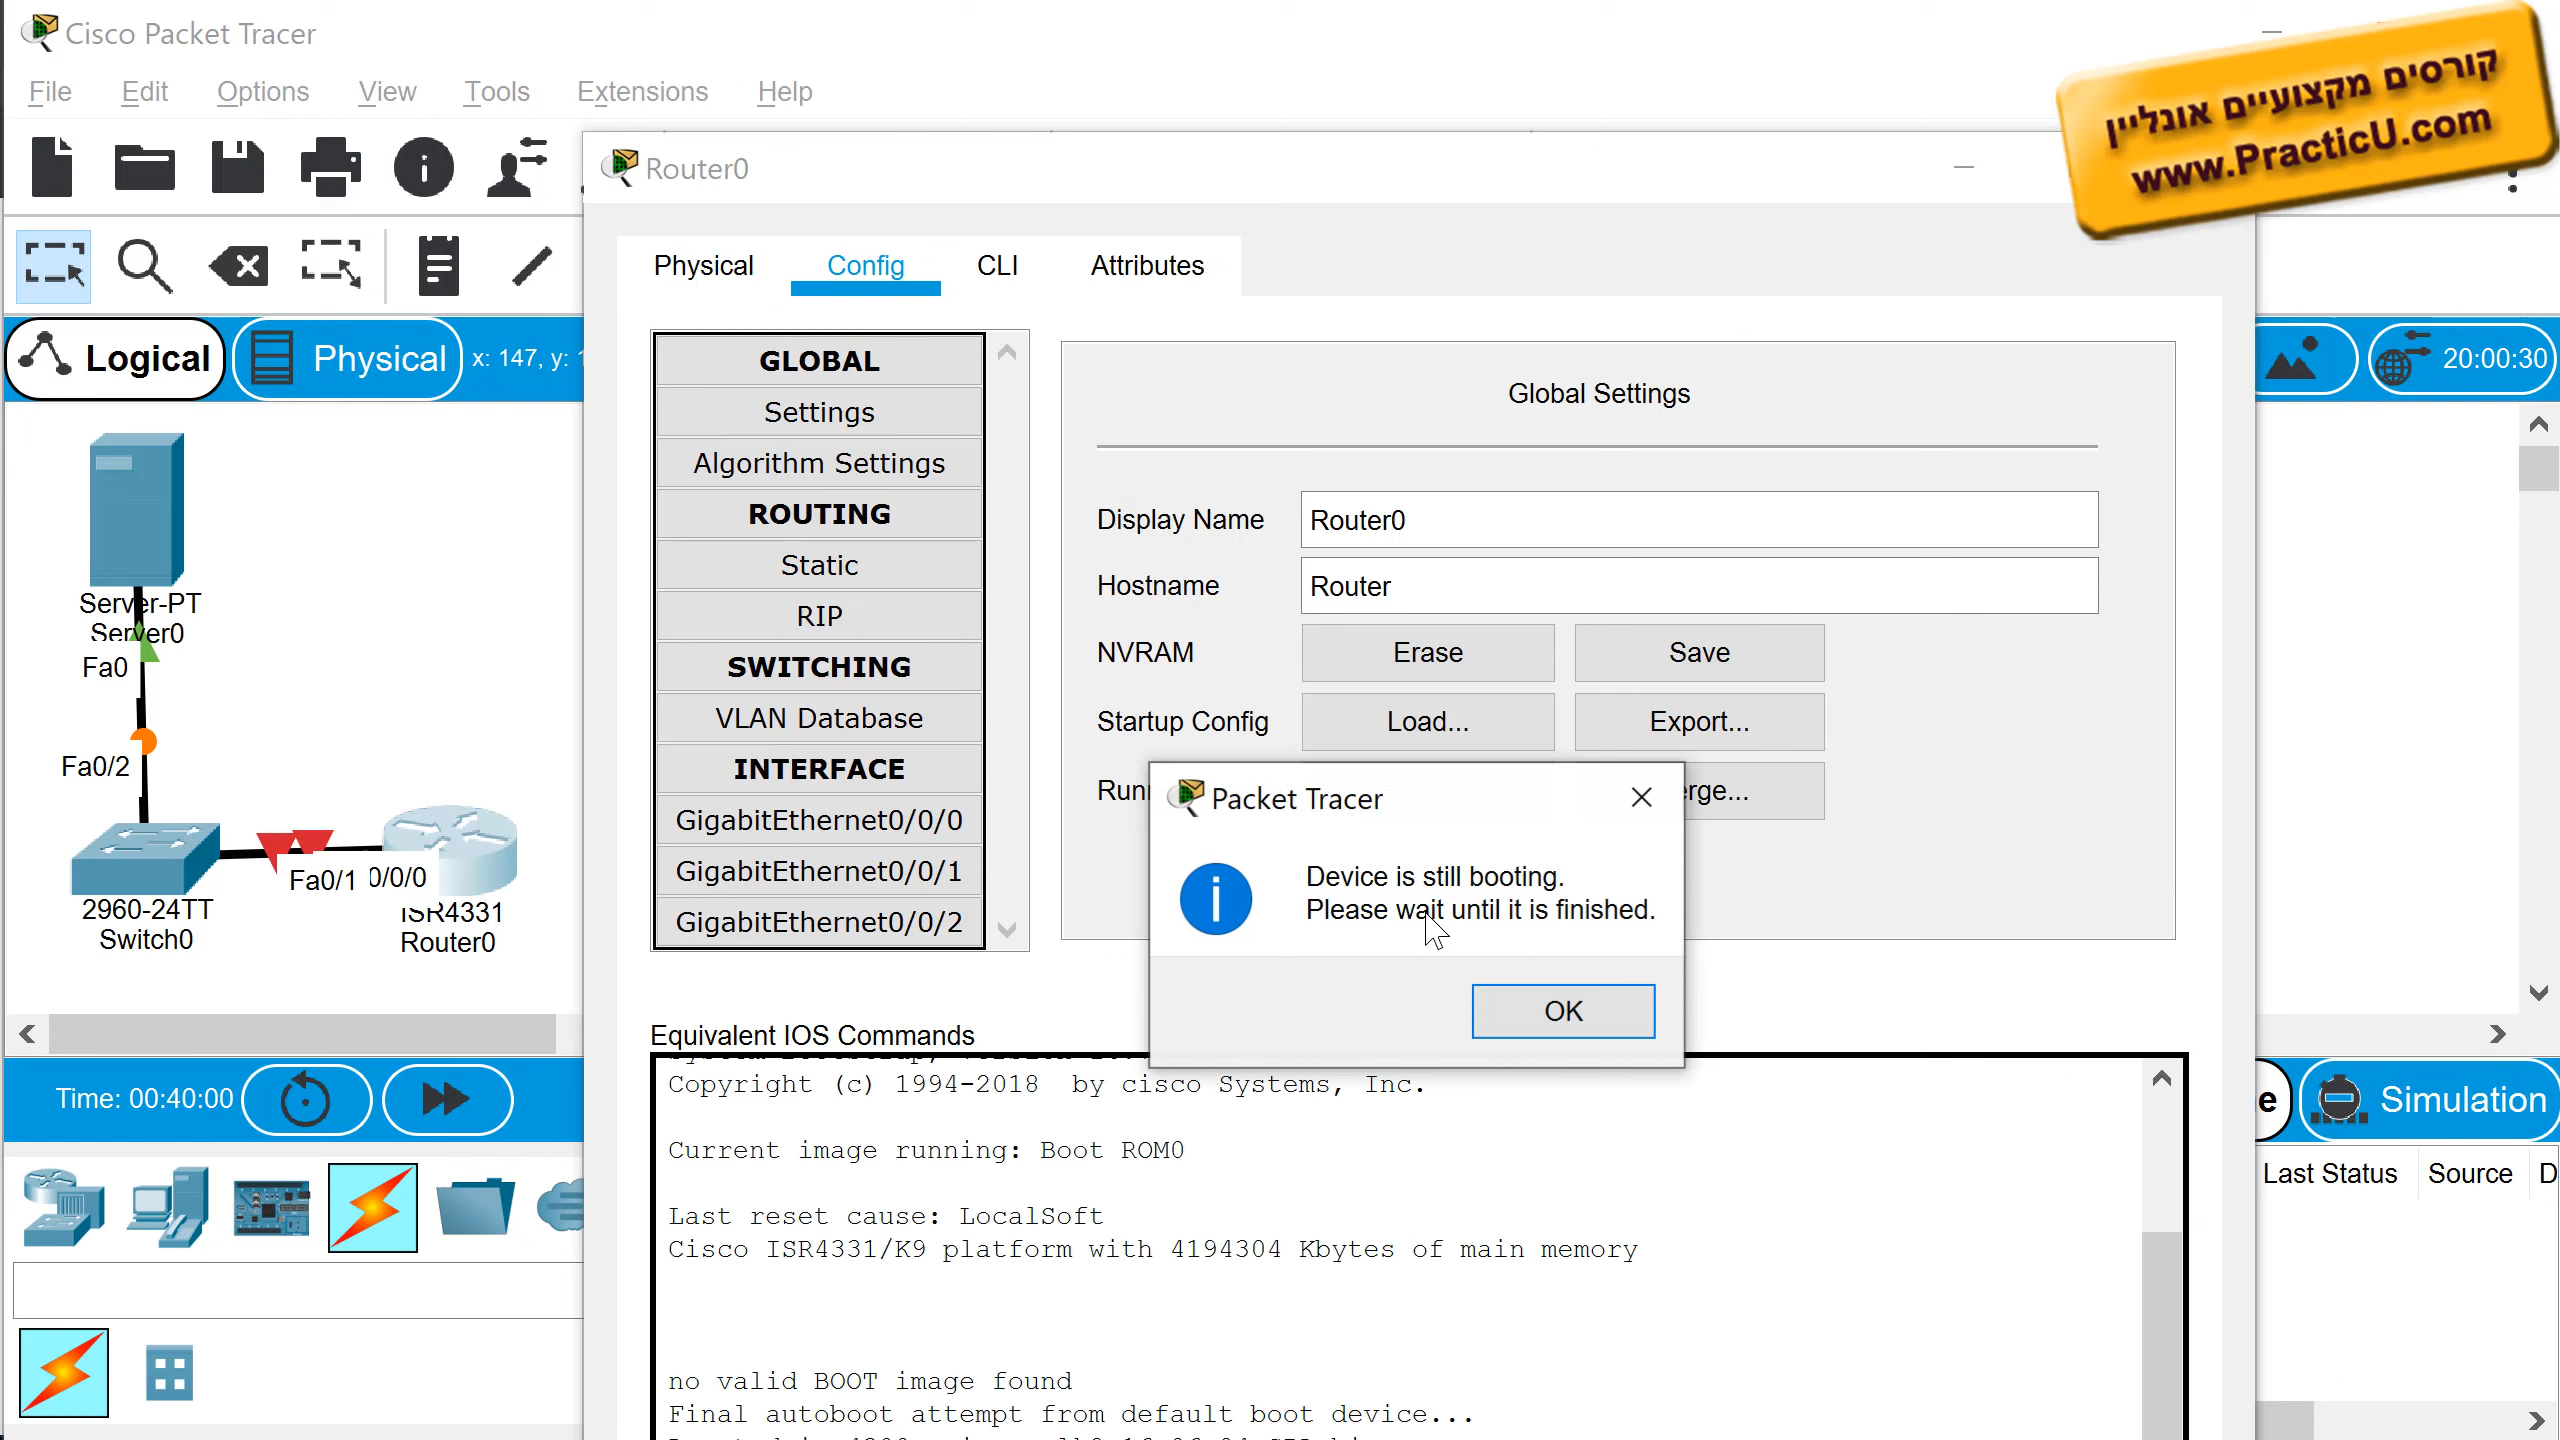 Cisco Packet Tracer
File Edit Options View Tools Extensions Help
קורסים מקצועיים אונליין
www.PracticU.com
Router0
Physical Config CLI Attributes
Logical Physical x: 147, y: 20:00:30
GLOBAL
Settings
Algorithm Settings
ROUTING
Static
RIP
SWITCHING
VLAN Database
INTERFACE
GigabitEthernet0/0/0
GigabitEthernet0/0/1
GigabitEthernet0/0/2
Global Settings
Display Name Router0
Hostname Router
NVRAM Erase Save
Startup Config Load... Export...
Server-PT
Server0
Fa0
Fa0/2
Fa0/1 0/0/0
2960-24TT
Switch0
ISR4331
Router0
Packet Tracer
Device is still booting.
Please wait until it is finished.
OK
Equivalent IOS Commands
Copyright (c) 1994-2018 by cisco Systems, Inc.
Current image running: Boot ROM0
Last reset cause: LocalSoft
Cisco ISR4331/K9 platform with 4194304 Kbytes of main memory
no valid BOOT image found
Final autoboot attempt from default boot device...
Time: 00:40:00
Simulation
Last Status Source D